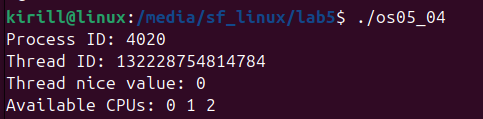 kirill@linux:/media/sf_linux/lab5$ ./os05_04
Process ID: 4020
Thread ID: 132228754814784
Thread nice value: 0
Available CPUs: 0 1 2